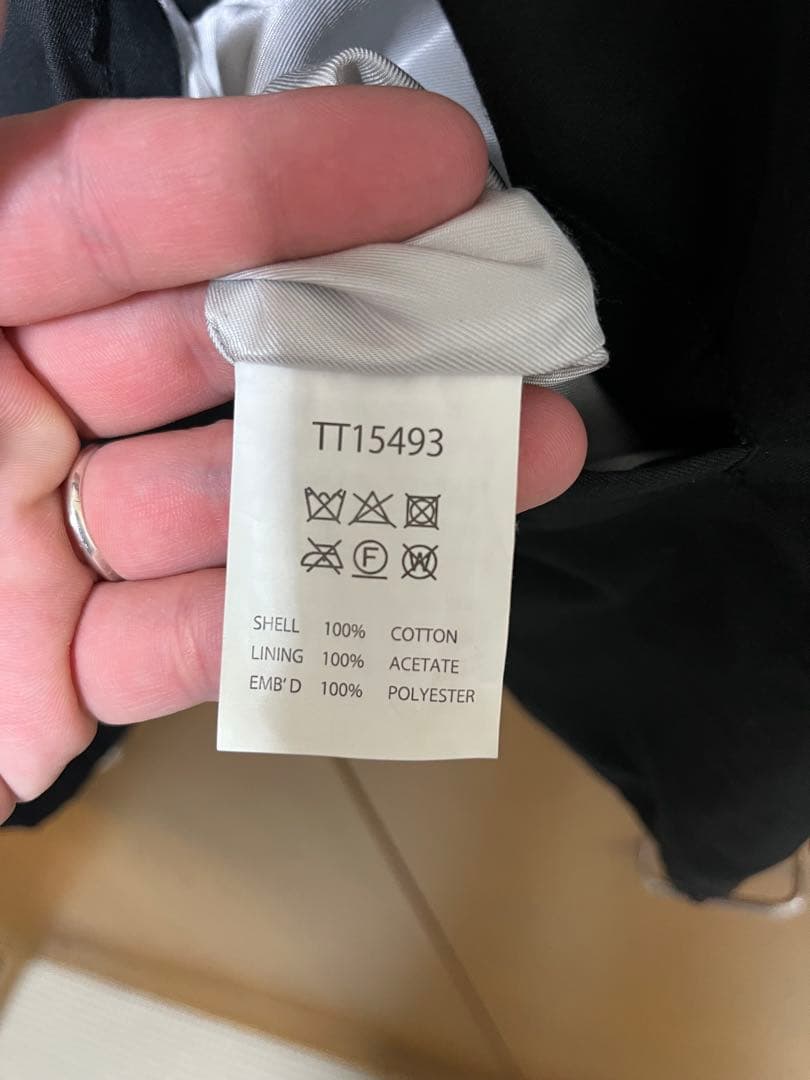 TT15493
F W
SHELL 100% COTTON
LINING 100% ACETATE
EMB'D 100% POLYESTER